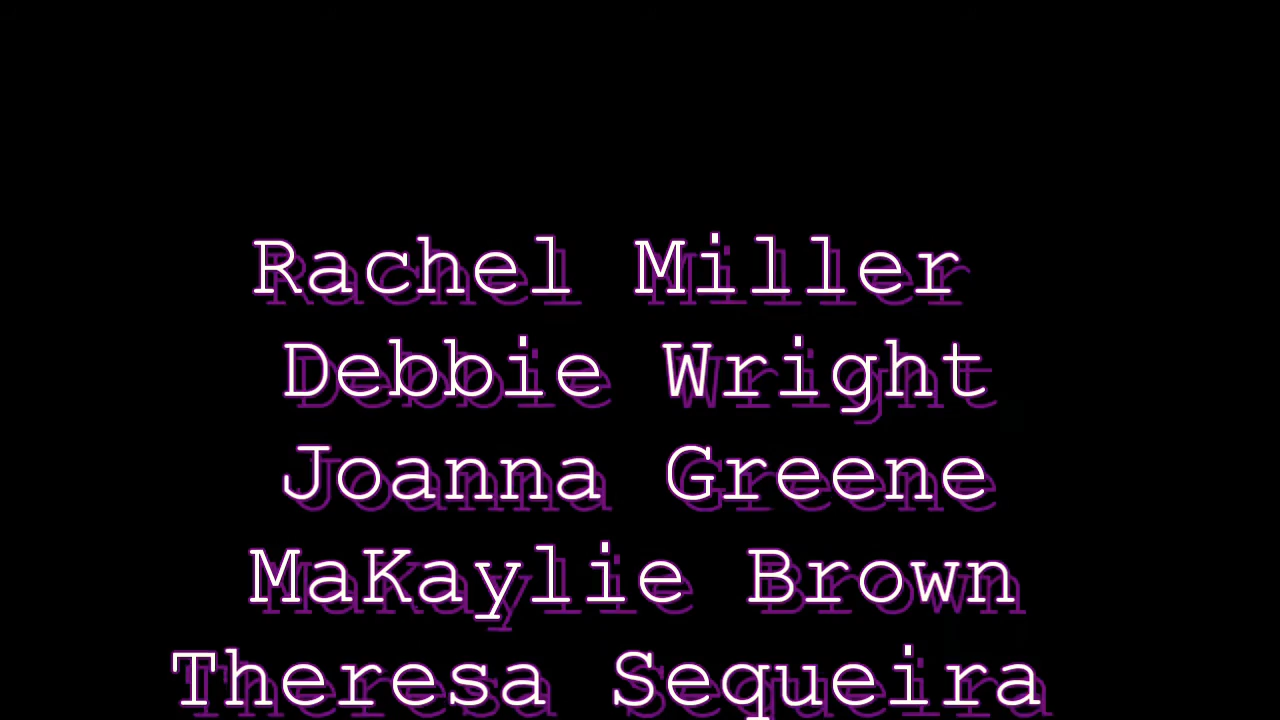 Rachel Miller
Debbie Wright
Joanna Greene
MaKaylie Brown
Theresa Sequeira